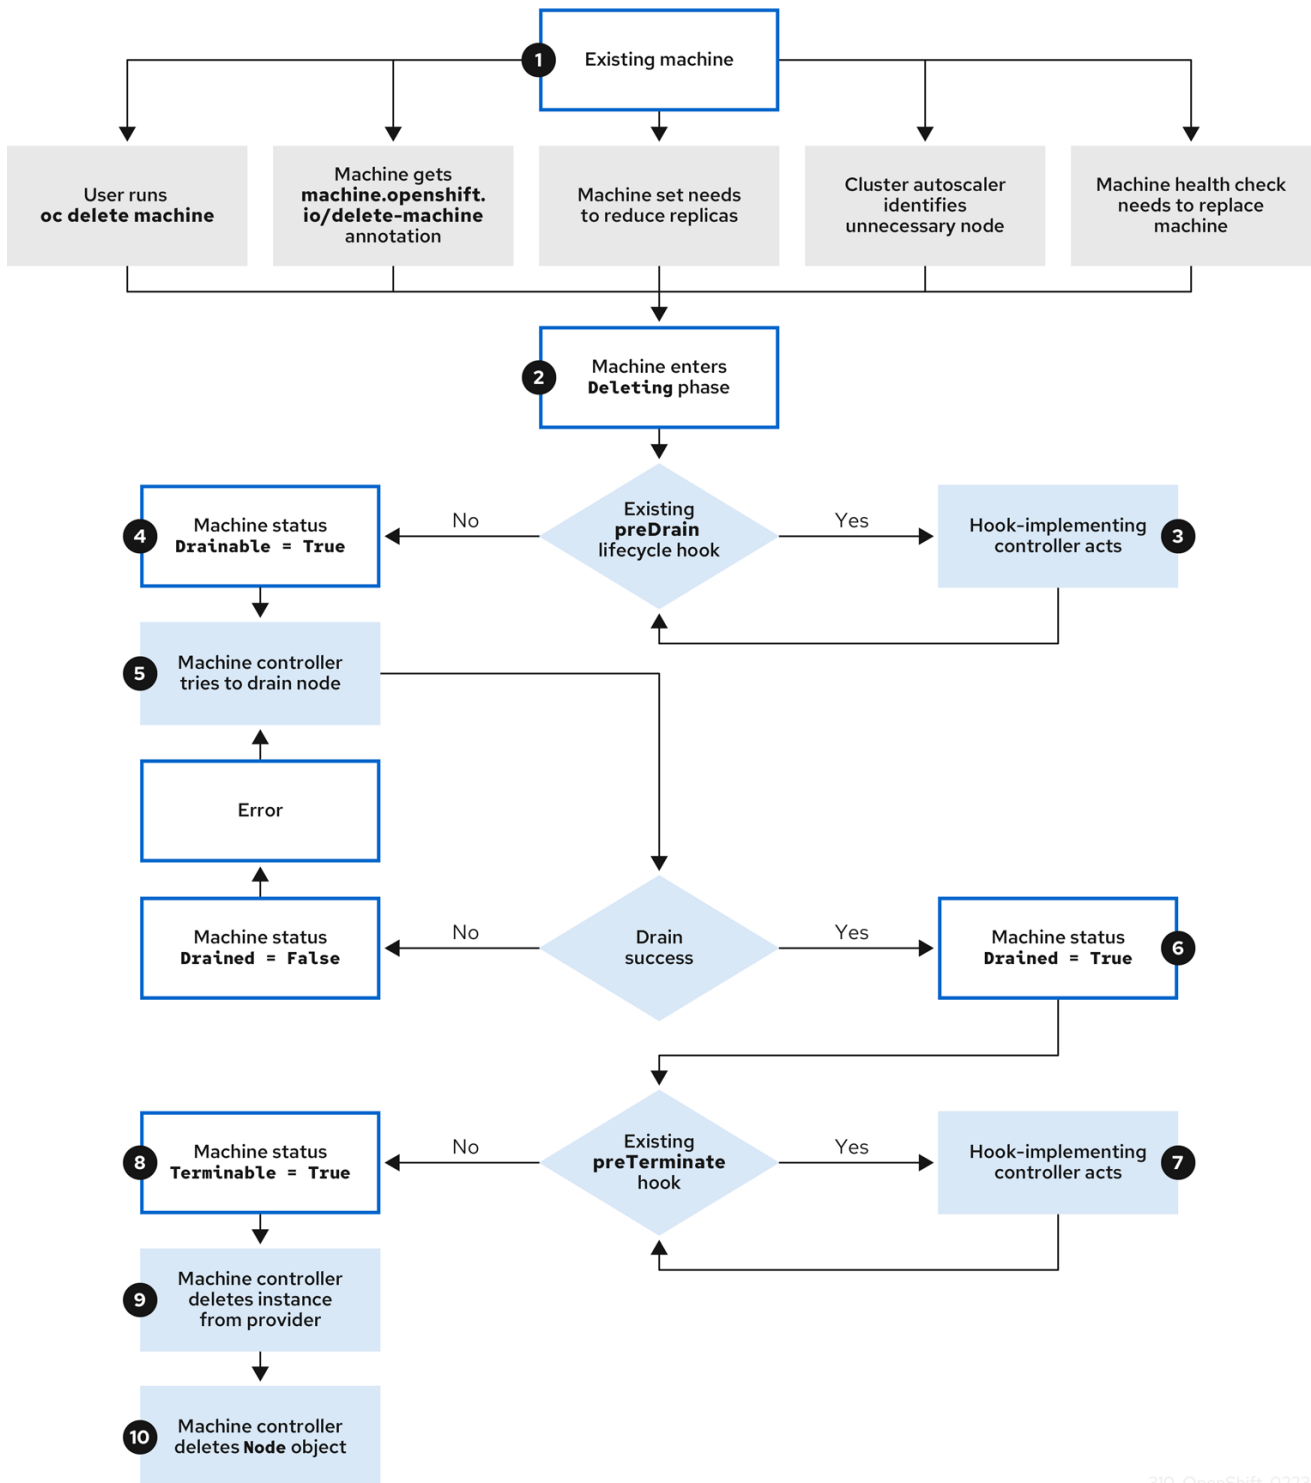 1
Existing machine
User runs
oc delete machine
Machine gets
machine.openshift.
io/delete-machine
annotation
Machine set needs
to reduce replicas
Cluster autoscaler
identifies
unnecessary node
Machine health check
needs to replace
machine
2
Machine enters
Deleting phase
4
Machine status
Drainable = True
No
Existing
preDrain
lifecycle hook
Yes
Hook-implementing
controller acts
3
5
Machine controller
tries to drain node
Error
Machine status
Drained = False
No
Drain
success
Yes
Machine status
Drained = True
6
8
Machine status
Terminable = True
No
Existing
preTerminate
hook
Yes
Hook-implementing
controller acts
7
9
Machine controller
deletes instance
from provider
10
Machine controller
deletes Node object